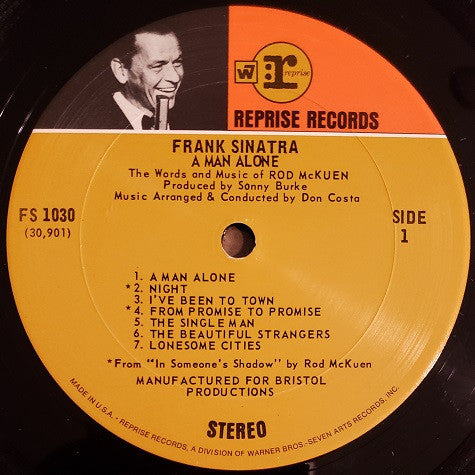 W7 r reprise
REPRISE RECORDS
FRANK SINATRA
A MAN ALONE
The Words and Music of ROD McKUEN
Produced by Sonny Burke
Music Arranged & Conducted by Don Costa
FS 1030
(30,901)
SIDE
1
1. A MAN ALONE
*2. NIGHT
3. I'VE BEEN TO TOWN
*4. FROM PROMISE TO PROMISE
5. THE SINGLE MAN
6. THE BEAUTIFUL STRANGERS
7. LONESOME CITIES
*From "In Someone's Shadow" by Rod McKuen
MANUFACTURED FOR BRISTOL
PRODUCTIONS
STEREO
MADE IN U.S.A. • REPRISE RECORDS, A DIVISION OF WARNER BROS.-SEVEN ARTS RECORDS, INC.